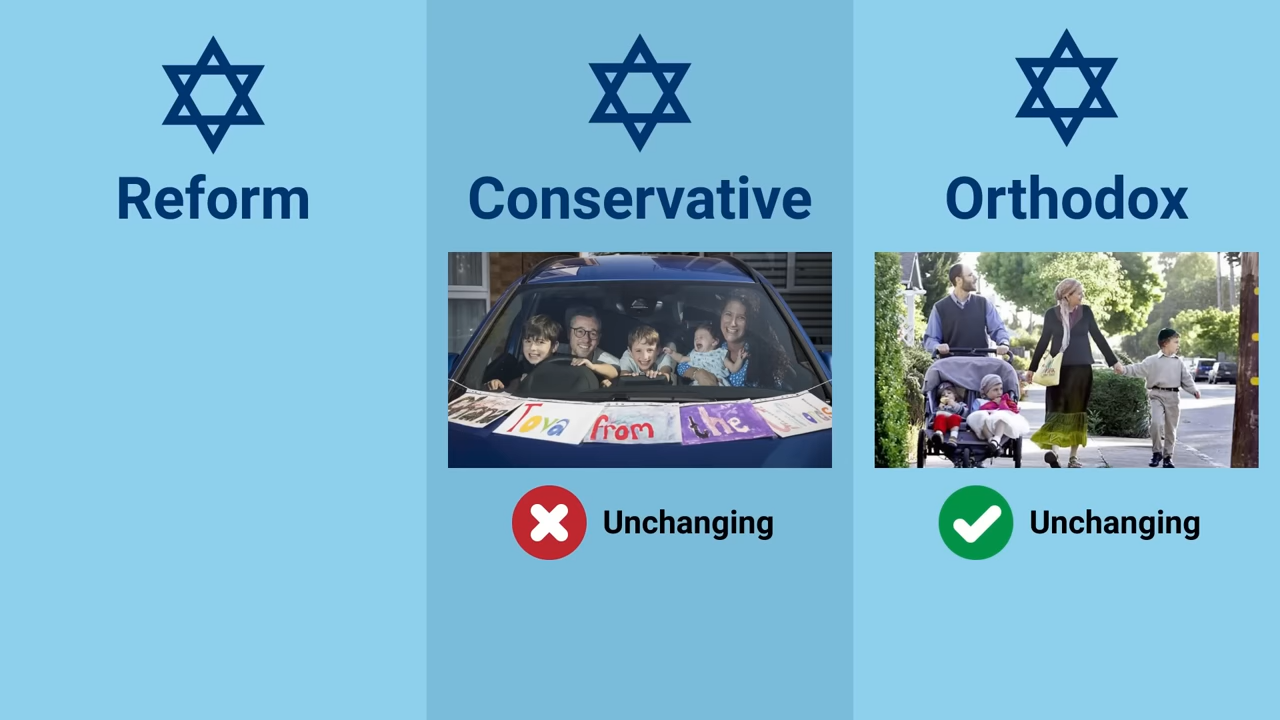 Reform
Conservative
Orthodox
Tova from the
Unchanging
Unchanging